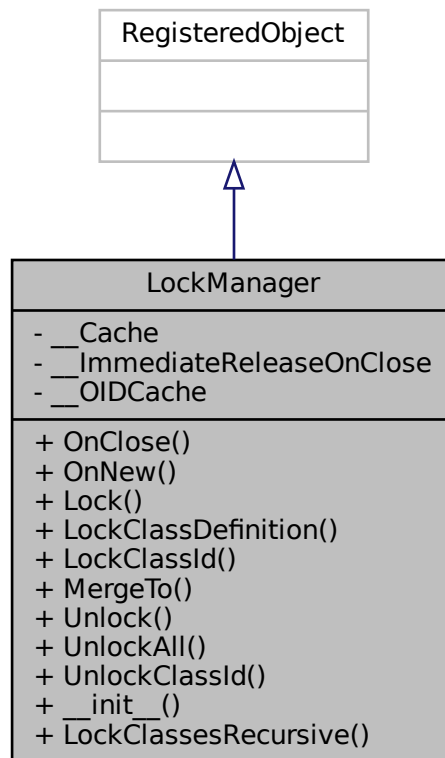 RegisteredObject
LockManager
- __Cache
- __ImmediateReleaseOnClose
- __OIDCache
+ OnClose()
+ OnNew()
+ Lock()
+ LockClassDefinition()
+ LockClassId()
+ MergeTo()
+ Unlock()
+ UnlockAll()
+ UnlockClassId()
+ __init__()
+ LockClassesRecursive()